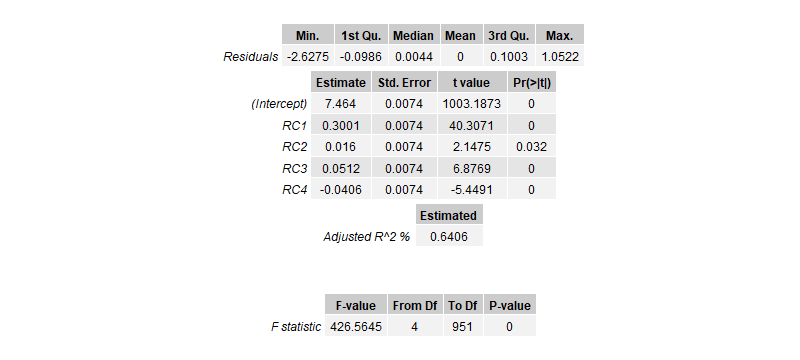 Min. 1st Qu. Median Mean 3rd Qu. Max.
Residuals -2.6275 -0.0986 0.0044 0 0.1003 1.0522
Estimate Std. Error t value Pr(>|t|)
(Intercept) 7.464 0.0074 1003.1873 0
RC1 0.3001 0.0074 40.3071 0
RC2 0.016 0.0074 2.1475 0.032
RC3 0.0512 0.0074 6.8769 0
RC4 -0.0406 0.0074 -5.4491 0
Estimated
Adjusted R^2 % 0.6406
F-value From Df To Df P-value
F statistic 426.5645 4 951 0